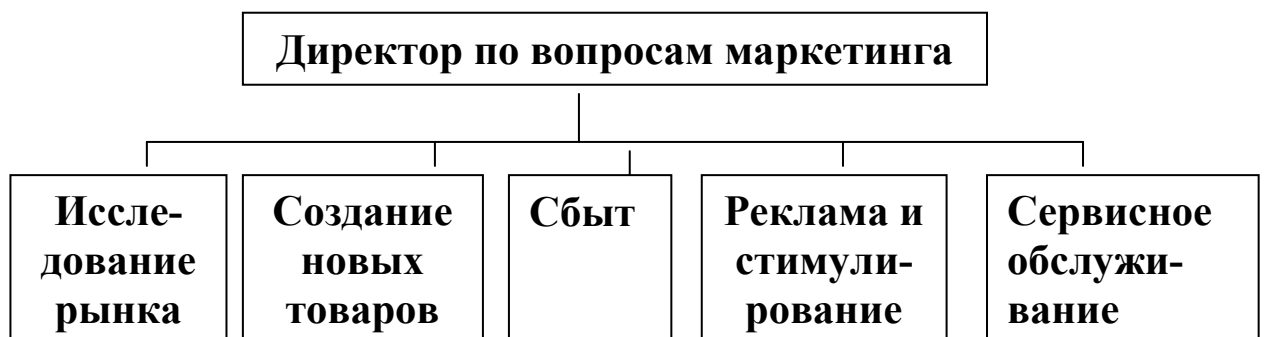 Директор по вопросам маркетинга
Иссле-
дование
рынка
Создание
новых
товаров
Сбыт
Реклама и
стимули-
рование
Сервисное
обслужи-
вание